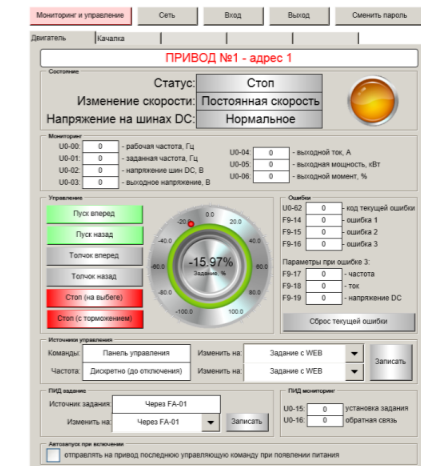 Мониторинг и управление Сеть Вход Выход Сменить пароль
Двигатель Качалка
ПРИВОД №1 - адрес 1
Состояние
Статус: Стоп
Изменение скорости: Постоянная скорость
Напряжение на шинах DC: Нормальное
Мониторинг
U0-00: 0 - рабочая частота, Гц
U0-01: 0 - заданная частота, Гц
U0-02: 0 - напряжение шин DC, В
U0-03: 0 - выходное напряжение, В
U0-04: 0 - выходной ток, А
U0-05: 0 - выходная мощность, кВт
U0-06: 0 - выходной момент, %
Управление
Пуск вперед
Пуск назад
Толчок вперед
Толчок назад
Стоп (на выбеге)
Стоп (с торможением)
-20.0 0.0 20.0
-40.0 40.0
-60.0 60.0
-80.0 80.0
-100.0 100.0
-15.97%
Задание %
Ошибки
U0-62 0 - код текущей ошибки
F9-14 0 - ошибка 1
F9-15 0 - ошибка 2
F9-16 0 - ошибка 3
Параметры при ошибке 3:
F9-17 0 - частота
F9-18 0 - ток
F9-19 0 - напряжение DC
Сброс текущей ошибки
Источники управления
Команды: Панель управления Изменить на: Задание с WEB
Частота: Дискретно (до отключения) Изменить на: Задание с WEB
Записать
ПИД задание
Источник задания: Через FA-01
Изменить на: Через FA-01 Записать
ПИД мониторинг
U0-15: 0 установка задания
U0-16: 0 обратная связь
Автозапуск при включении
отправлять на привод последнюю управляющую команду при появлении питания